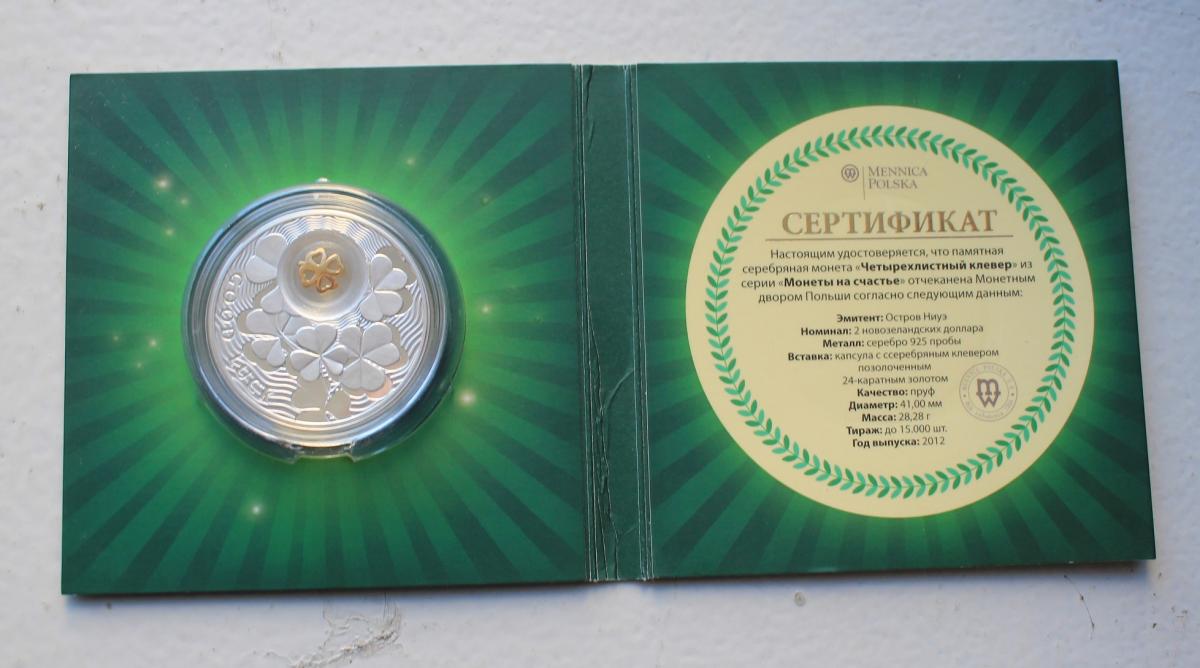 GOOD
MENNICA
POLSKA
СЕРТИФИКАТ
Настоящим удостоверяется, что памятная
серебряная монета «Четырехлистный клевер» из
серии «Монеты на счастье» отчеканена Монетным
двором Польши согласно следующим данным:
Эмитент: Остров Ниуэ
Номинал: 2 новозеландских доллара
Металл: серебро 925 пробы
Вставка: капсула с ссеребряным клевером
позолоченным
24-каратным золотом
Качество: пруф
Диаметр: 41,00 мм
Масса: 28,28 г
Тираж: до 15.000 шт.
Год выпуска: 2012